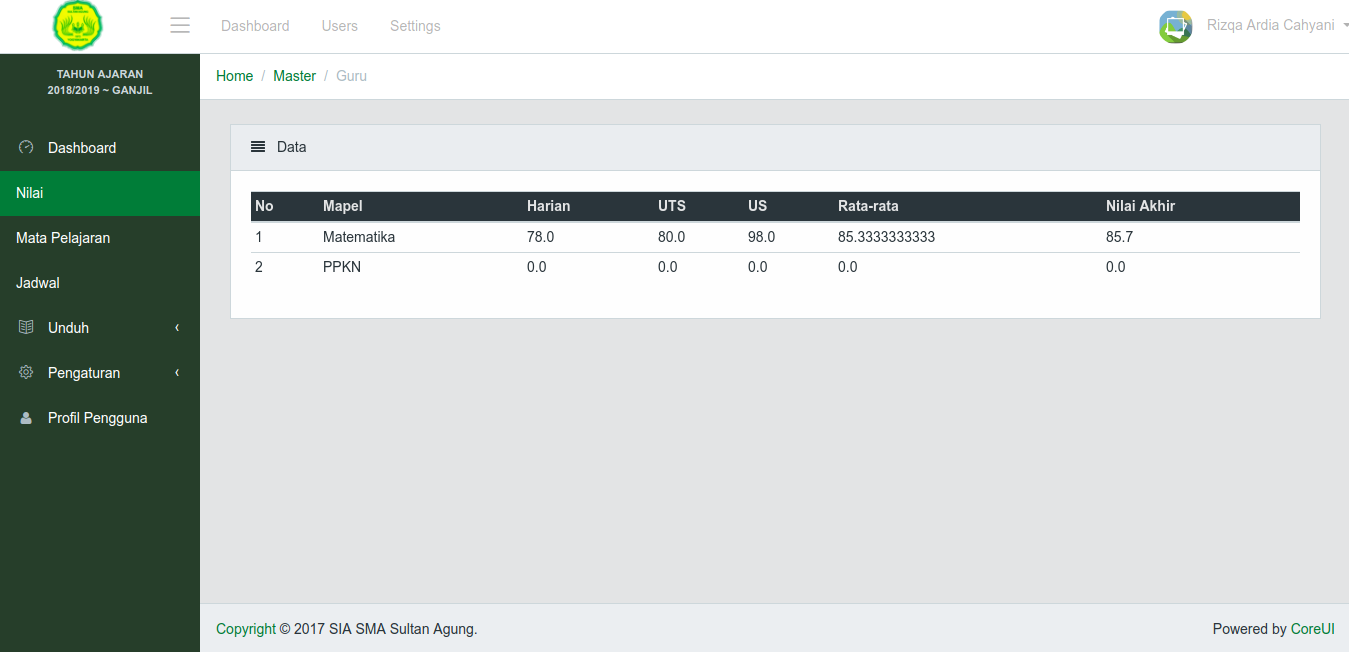 SMA
Dashboard Users Settings Rizqa Ardia Cahyani
TAHUN AJARAN
2018/2019 ~ GANJIL
Home / Master / Guru
Dashboard
Nilai
Mata Pelajaran
Jadwal
Unduh
Pengaturan
Profil Pengguna
Data
No Mapel Harian UTS US Rata-rata Nilai Akhir
1 Matematika 78.0 80.0 98.0 85.3333333333 85.7
2 PPKN 0.0 0.0 0.0 0.0 0.0
Copyright © 2017 SIA SMA Sultan Agung. Powered by CoreUI